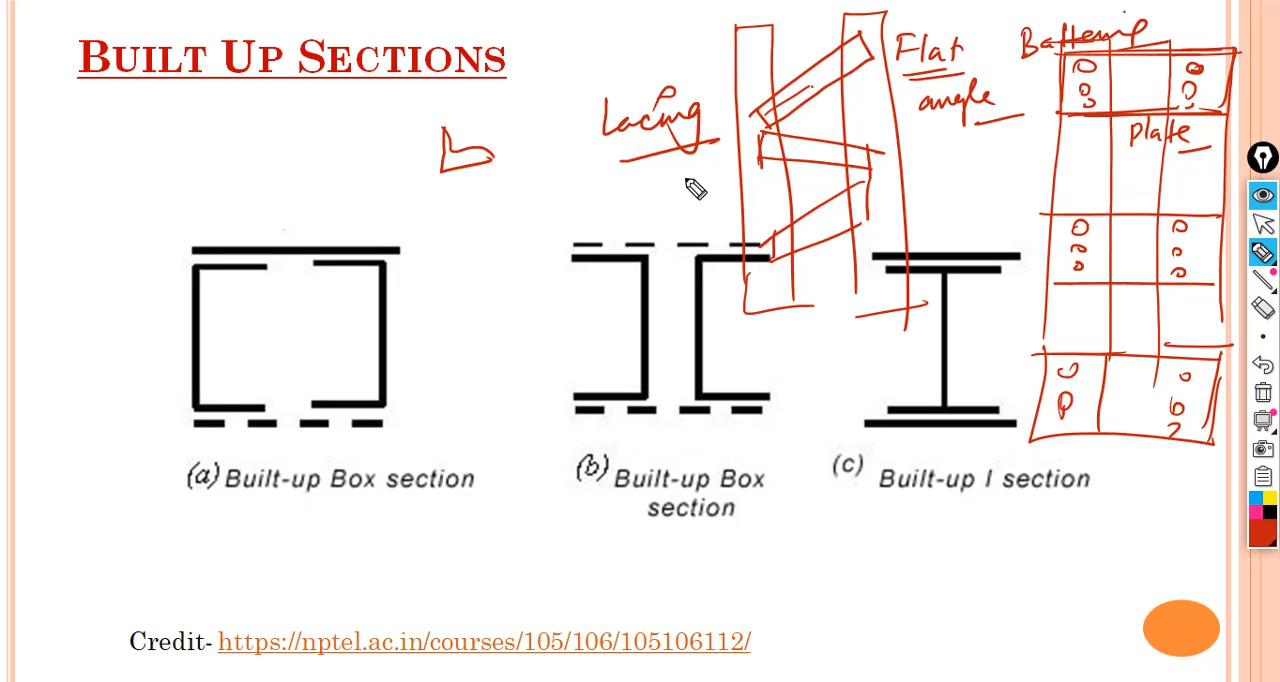 BUILT UP SECTIONS
Lacing
Flat
angle
Battening
plate
(a) Built-up Box section
(b) Built-up Box
section
(c) Built-up I section
Credit- https://nptel.ac.in/courses/105/106/105106112/